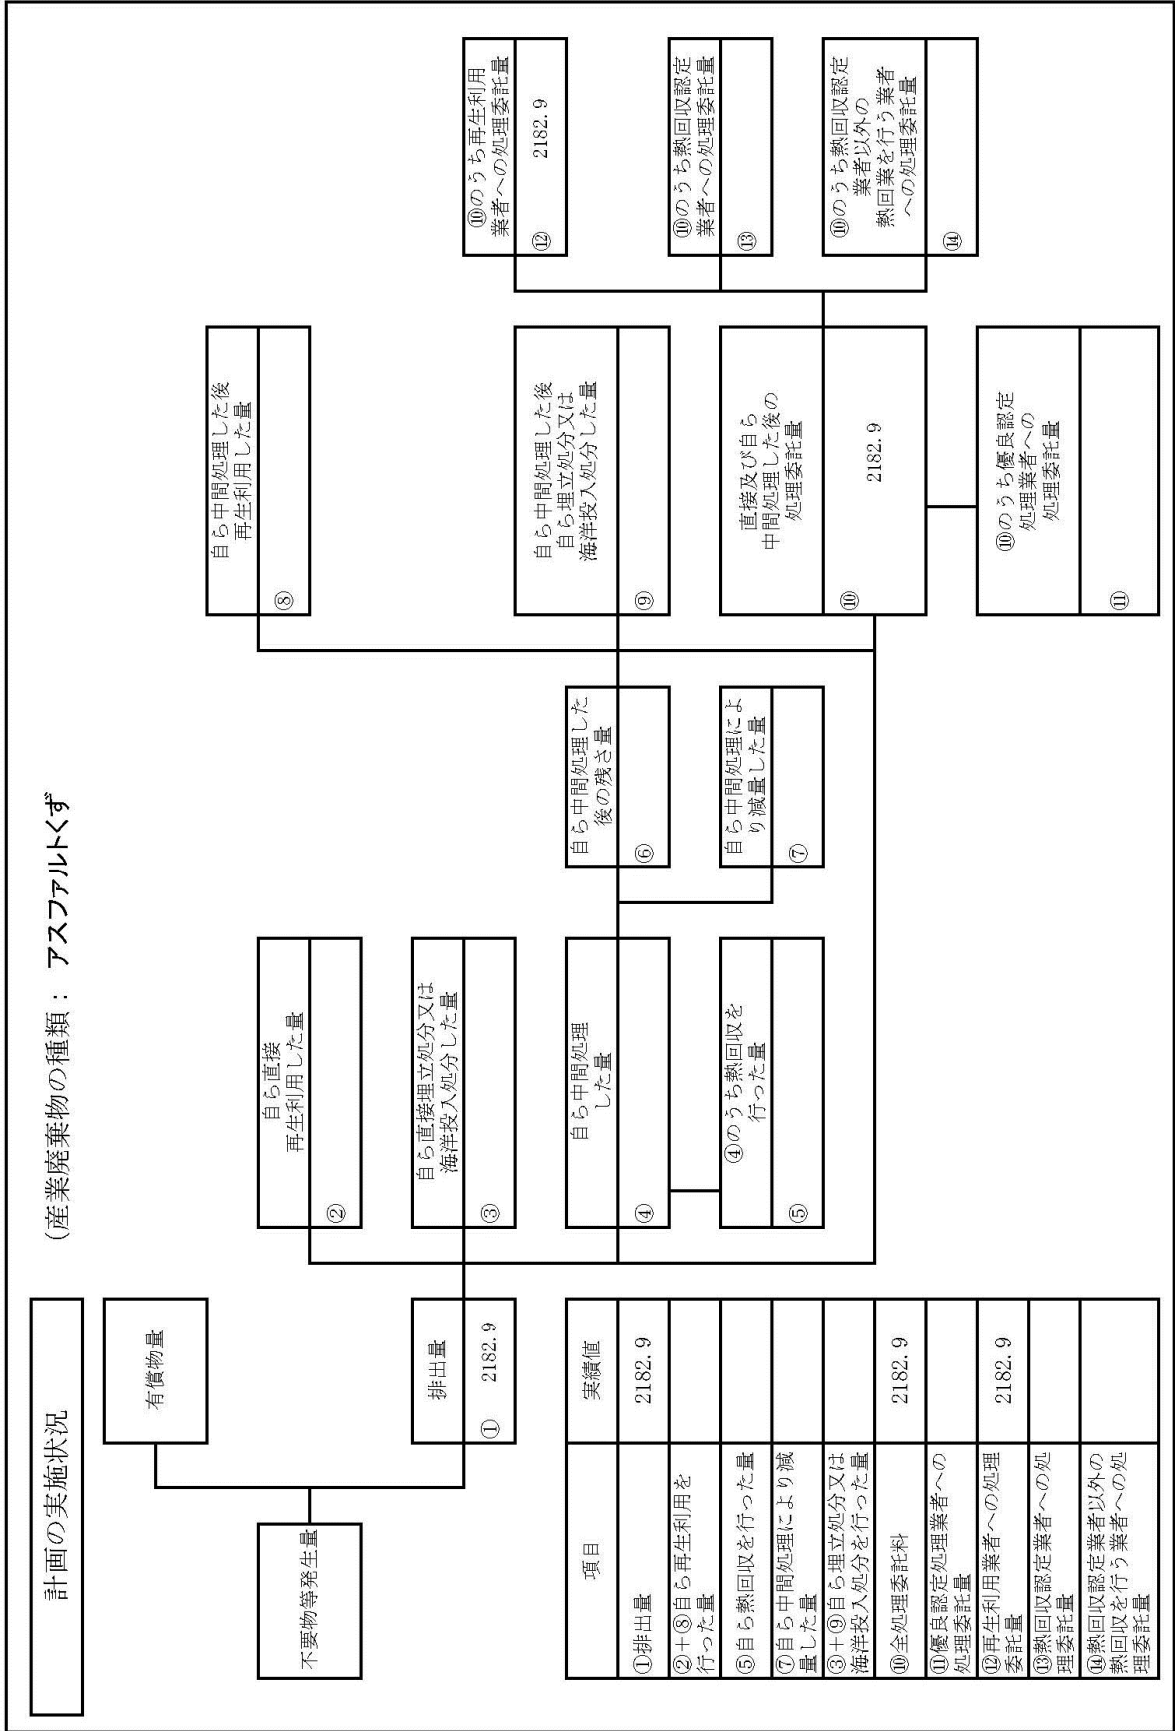 計画の実施状況
(産業廃棄物の種類： アスファルトくず
不要物等発生量
有償物量
排出量
① 2182.9
自ら直接
再生利用した量
②
自ら直接埋立処分又は
海洋投入処分した量
③
自ら中間処理
した量
④
④のうち熱回収を
行った量
⑤
自ら中間処理した
後の残さ量
⑥
自ら中間処理によ
り減量した量
⑦
自ら中間処理した後
再生利用した量
⑧
自ら中間処理した後
自ら埋立処分又は
海洋投入処分した量
⑨
直接及び自ら
中間処理した後の
処理委託量
⑩ 2182.9
⑩のうち優良認定
処理業者への
処理委託量
⑪
⑩のうち再生利用
業者への処理委託量
⑫ 2182.9
⑩のうち熱回収認定
業者への処理委託量
⑬
⑩のうち熱回収認定
業者以外の
熱回業を行う業者
への処理委託量
⑭
項目 実績値
①排出量 2182.9
②＋⑧自ら再生利用を
行った量
⑤自ら熱回収を行った量
⑦自ら中間処理により減
量した量
③＋⑨自ら埋立処分又は
海洋投入処分を行った量
⑩全処理委託料 2182.9
⑪優良認定処理業者への
処理委託量
⑫再生利用業者への処理
委託量 2182.9
⑬熱回収認定業者への処
理委託量
⑭熱回収認定業者以外の
熱回収を行う業者への処
理委託量